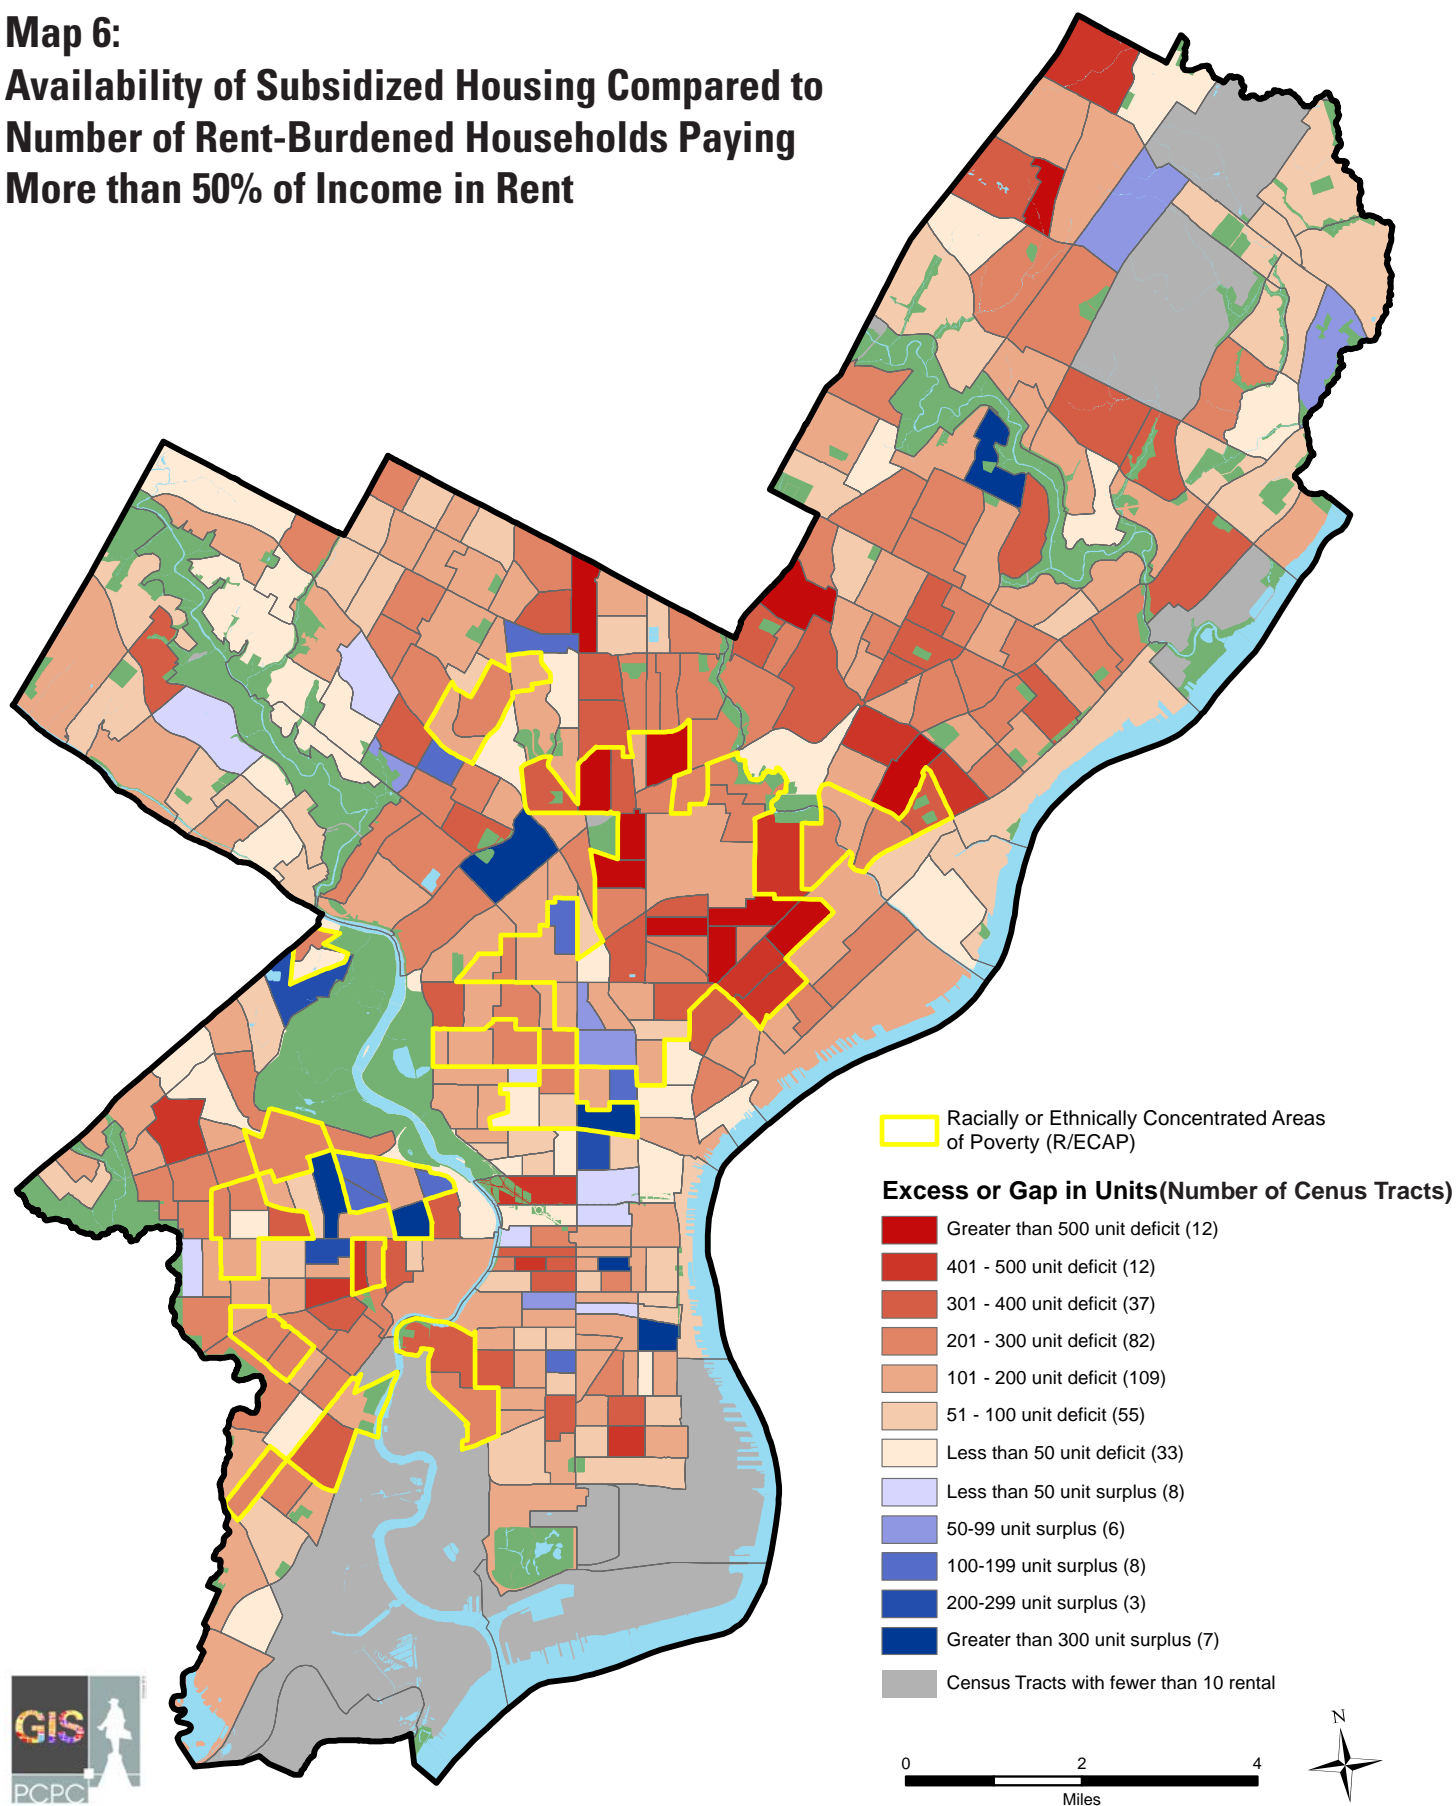 Map 6:
Availability of Subsidized Housing Compared to
Number of Rent-Burdened Households Paying
More than 50% of Income in Rent
Racially or Ethnically Concentrated Areas
of Poverty (R/ECAP)
Excess or Gap in Units(Number of Cenus Tracts)
Greater than 500 unit deficit (12)
401 - 500 unit deficit (12)
301 - 400 unit deficit (37)
201 - 300 unit deficit (82)
101 - 200 unit deficit (109)
51 - 100 unit deficit (55)
Less than 50 unit deficit (33)
Less than 50 unit surplus (8)
50-99 unit surplus (6)
100-199 unit surplus (8)
200-299 unit surplus (3)
Greater than 300 unit surplus (7)
Census Tracts with fewer than 10 rental
N
0 2 4
Miles
GIS
PCPC